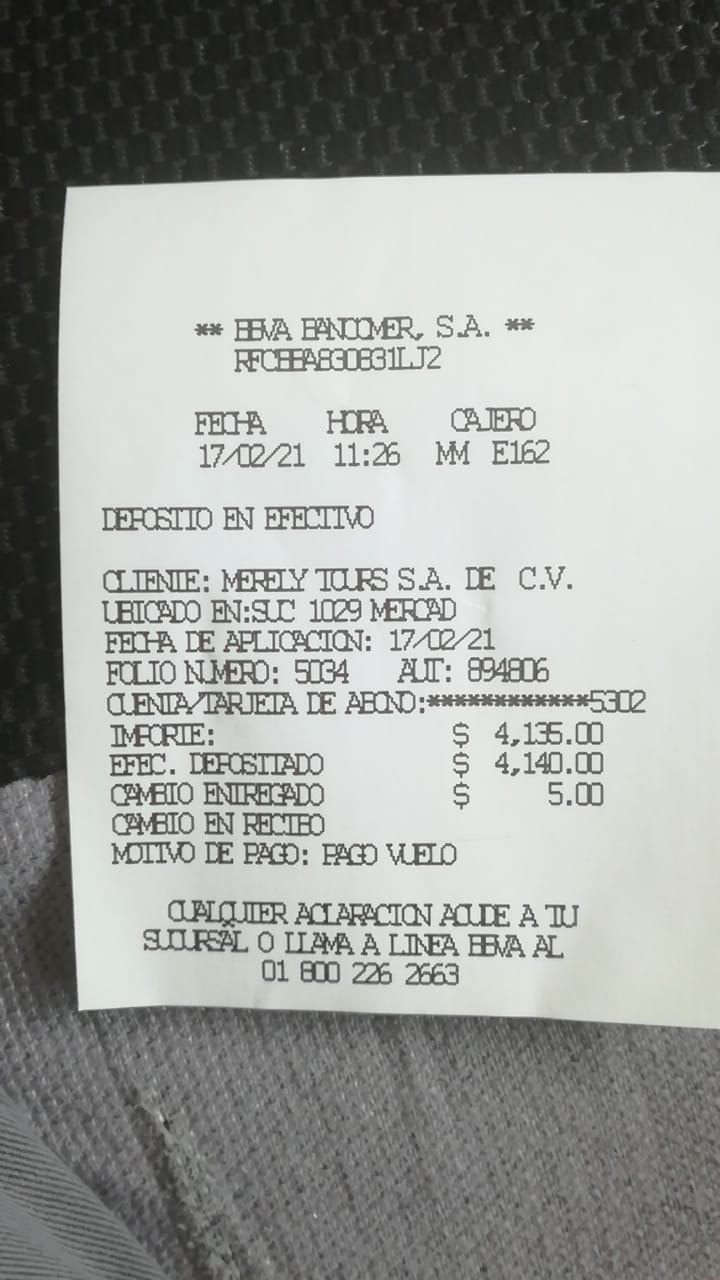 ** BBVA BANCOMER, S.A. **
RFCBBA830831LJ2
FECHA HORA CAJERO
17/02/21 11:26 MM E162
DEPOSITO EN EFECTIVO
CLIENTE: MERELY TOURS S.A. DE C.V.
UBICADO EN:SUC 1029 MERCAD
FECHA DE APLICACION: 17/02/21
FOLIO NUMERO: 5034 AUT: 894806
CUENTA/TARJETA DE ABONO:************5302
IMPORTE: $ 4,135.00
EFEC. DEPOSITADO $ 4,140.00
CAMBIO ENTREGADO $ 5.00
CAMBIO EN RECIBO
MOTIVO DE PAGO: PAGO VUELO
CUALQUIER ACLARACION ACUDE A TU
SUCURSAL O LLAMA A LINEA BBVA AL
01 800 226 2663